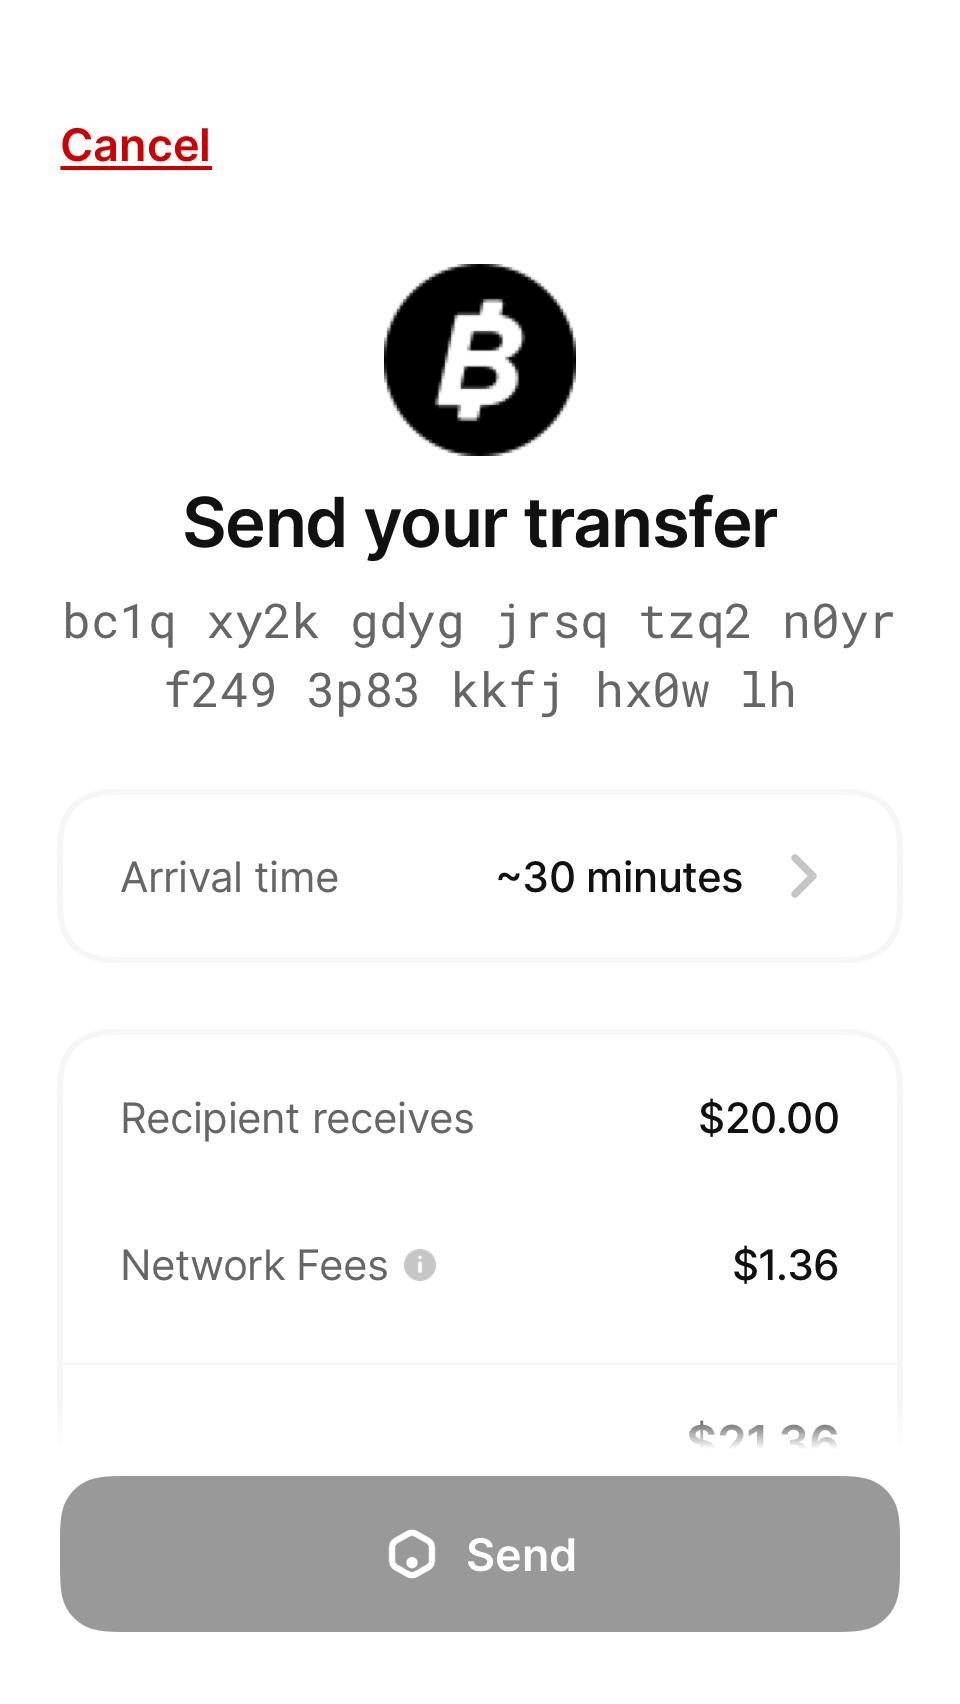 Cancel
Send your transfer
bc1q xy2k gdyg jrsq tzq2 n0yr
f249 3p83 kkfj hx0w lh
Arrival time ~30 minutes
Recipient receives $20.00
Network Fees $1.36
$21.36
Send